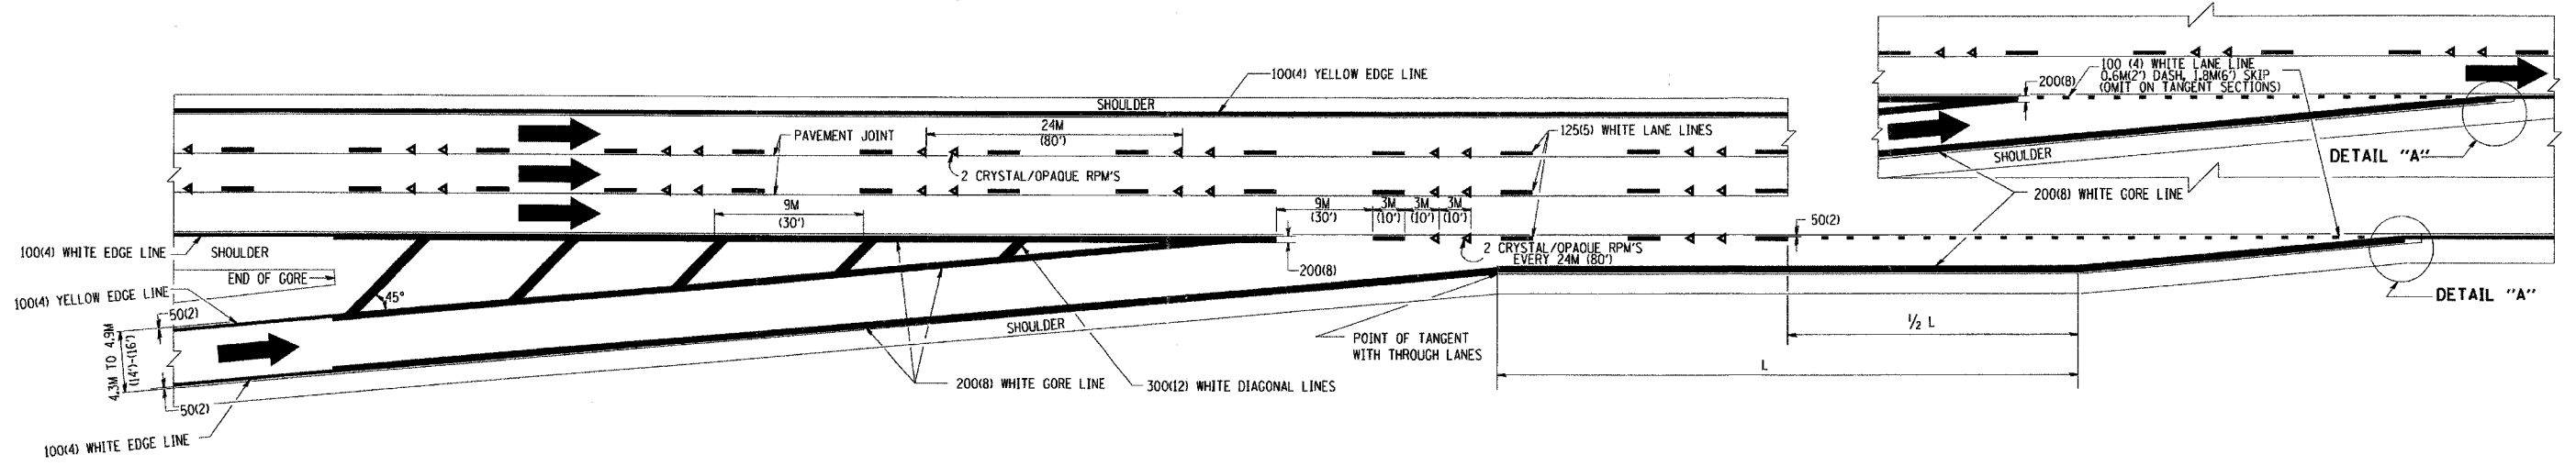 100(4) YELLOW EDGE LINE
SHOULDER
24M
(80')
PAVEMENT JOINT
125(5) WHITE LANE LINES
2 CRYSTAL/OPAQUE RPM'S
9M
(30')
9M
(30')
3M
(10')
3M
(10')
3M
(10')
100(4) WHITE EDGE LINE
SHOULDER
END OF GORE
100(4) YELLOW EDGE LINE
45°
50(2)
4.3M TO 4.9M
(14')-(16')
50(2)
100(4) WHITE EDGE LINE
200(8)
2 CRYSTAL/OPAQUE RPM'S
EVERY 24M (80')
SHOULDER
200(8) WHITE GORE LINE
300(12) WHITE DIAGONAL LINES
POINT OF TANGENT
WITH THROUGH LANES
1/2 L
L
50(2)
200(8)
100 (4) WHITE LANE LINE
0.6M(2') DASH, 1.8M(6') SKIP
(OMIT ON TANGENT SECTIONS)
SHOULDER
DETAIL "A"
200(8) WHITE GORE LINE
DETAIL "A"